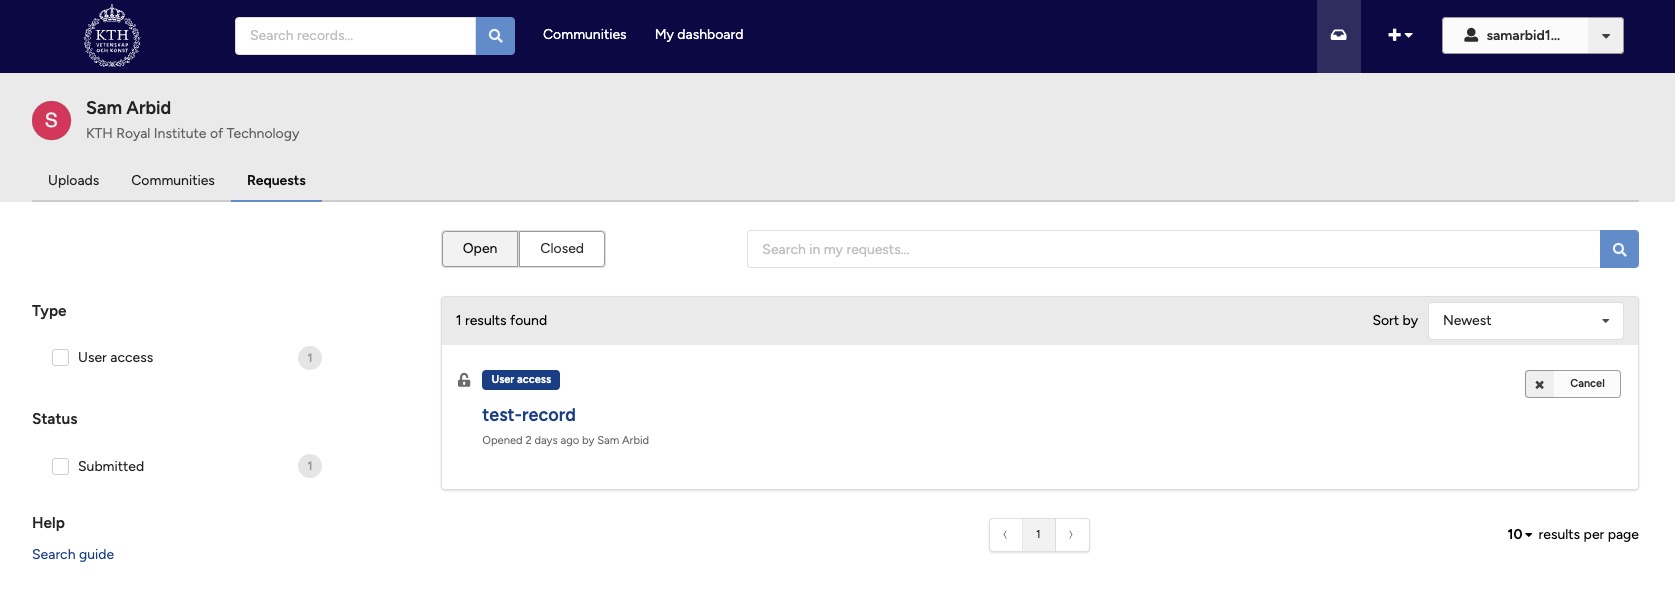 KTH
VETENSKAP
OCH KONST
Search records...
Communities
My dashboard
samarbid1...
S
Sam Arbid
KTH Royal Institute of Technology
Uploads
Communities
Requests
Open
Closed
Search in my requests...
Type
User access
1
Status
Submitted
1
Help
Search guide
1 results found
Sort by
Newest
User access
Cancel
test-record
Opened 2 days ago by Sam Arbid
1
10 results per page